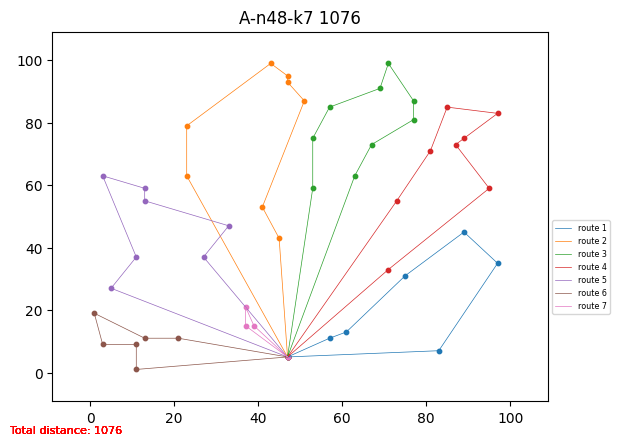 A-n48-k7 1076
100
80
60
40
20
0
0 20 40 60 80 100
route 1
route 2
route 3
route 4
route 5
route 6
route 7
Total distance: 1076